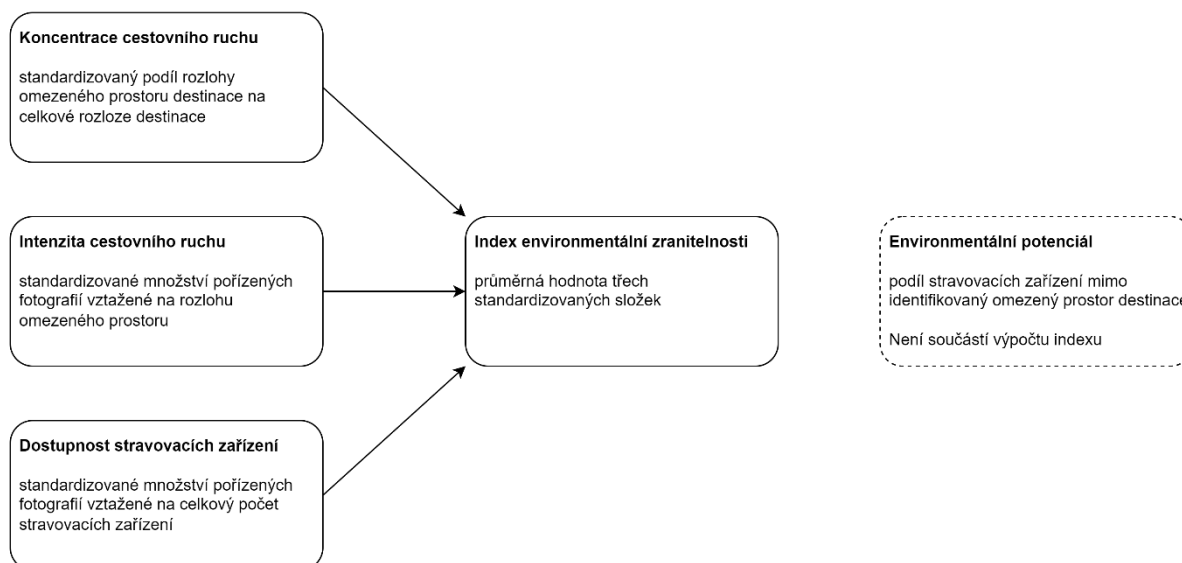 Koncentrace cestovního ruchu
standardizovaný podíl rozlohy
omezeného prostoru destinace na
celkové rozloze destinace
Intenzita cestovního ruchu
standardizované množství pořízených
fotografií vztažené na rozlohu
omezeného prostoru
Index environmentální zranitelnosti
průměrná hodnota třech
standardizovaných složek
Environmentální potenciál
podíl stravovacích zařízení mimo
identifikovaný omezený prostor destinace
Není součástí výpočtu indexu
Dostupnost stravovacích zařízení
standardizované množství pořízených
fotografií vztažené na celkový počet
stravovacích zařízení